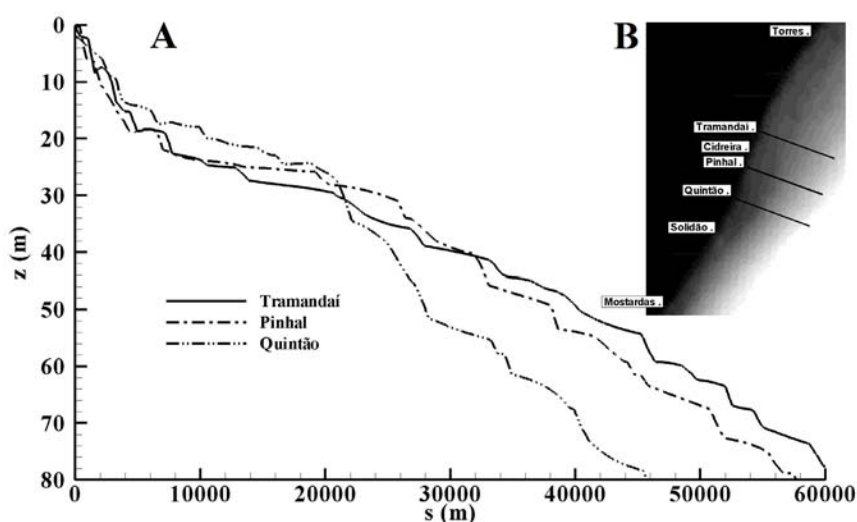 A
B
0
10
20
30
40
50
60
70
80
z (m)
Tramandaí
Pinhal
Quintão
0 10000 20000 30000 40000 50000 60000
s (m)
Torres .
Tramandaí .
Cidreira .
Pinhal .
Quintão .
Solidão .
Mostardas .